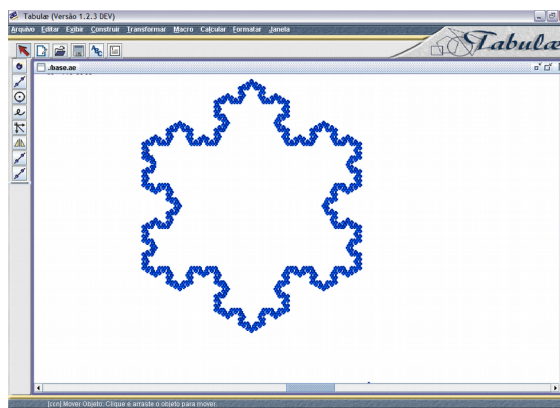 Tabulæ (Versão 1.2.3 DEV)
Arquivo Editar Exibir Construir Transformar Macro Calcular Formatar Janela
Tabulæ
./base.ae
[ccn] Mover Objeto: Clique e arraste o objeto para mover.